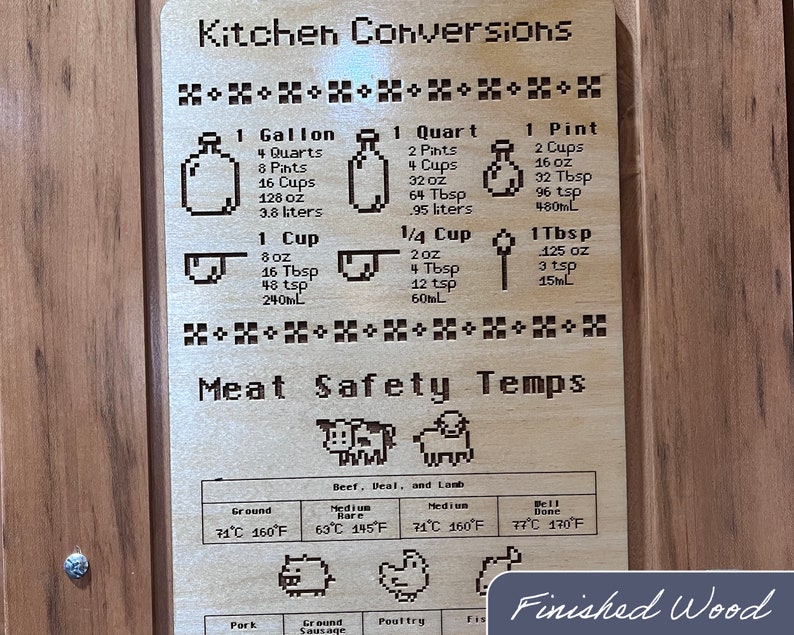 Kitchen Conversions
1 Gallon
4 Quarts
8 Pints
16 Cups
128 oz
3.8 liters
1 Quart
2 Pints
4 Cups
32 oz
64 Tbsp
.95 liters
1 Pint
2 Cups
16 oz
32 Tbsp
96 tsp
480mL
1 Cup
8 oz
16 Tbsp
48 tsp
240mL
1/4 Cup
2 oz
4 Tbsp
12 tsp
60mL
1Tbsp
.125 oz
3 tsp
15mL
Meat Safety Temps
Beef, Veal, and Lamb
Ground
71°C 160°F
Medium
Rare
63°C 145°F
Medium
71°C 160°F
Well
Done
77°C 170°F
Pork
Ground
Sausage
Poultry
Finished Wood